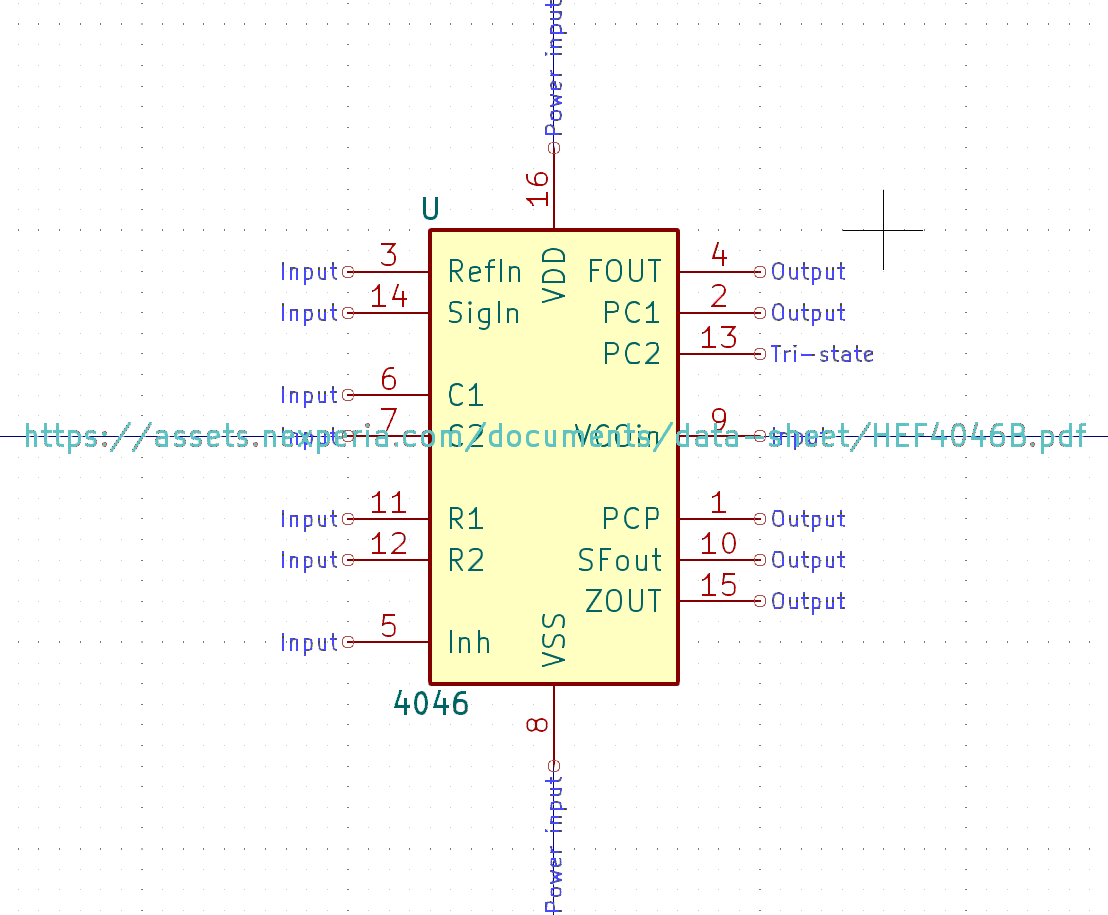 Power input
16
U
3
4
Input RefIn VDD FOUT Output
14
2
Input SigIn PC1 Output
13
PC2 Tri-state
6
Input C1
7
9
https://assets.nexperia.com/documents/data-sheet/HEF4046B.pdf
Input C2 VCOin Input
11
1
Input R1 PCP Output
12
10
Input R2 SFout Output
15
ZOUT Output
5
Input Inh VSS
4046
8
Power input